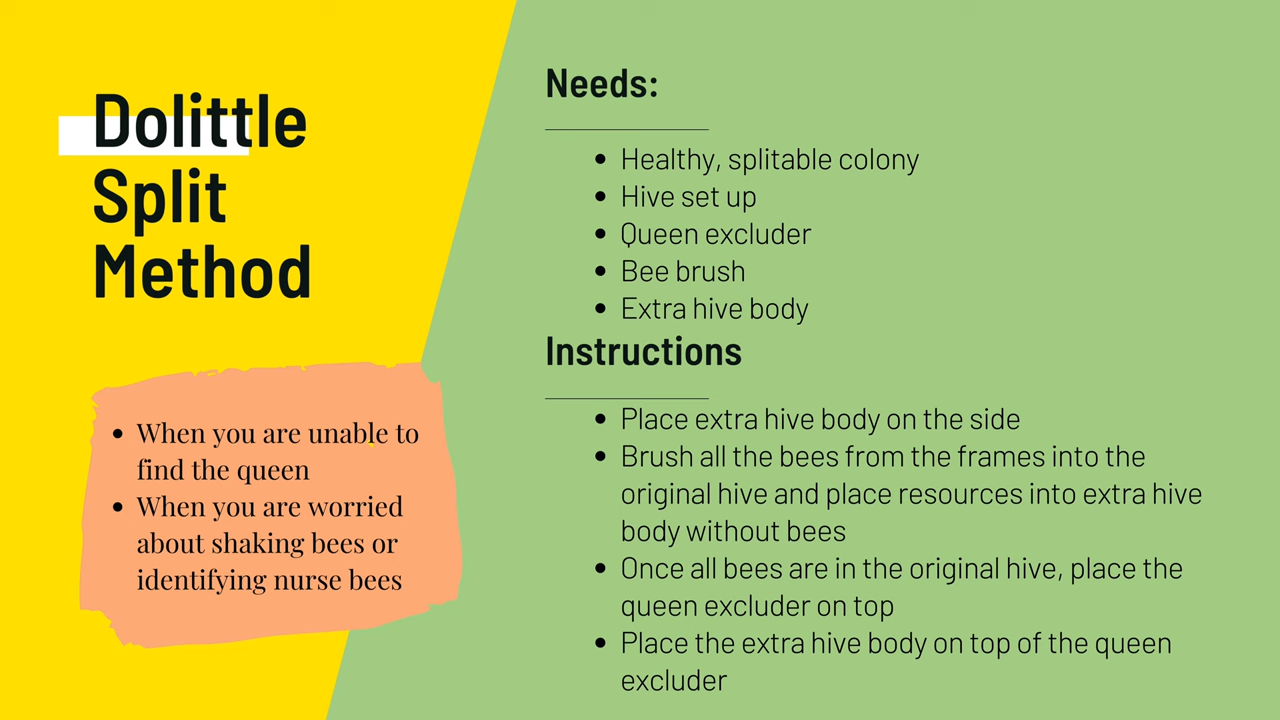 Dolittle
Split
Method
When you are unable to
find the queen
When you are worried
about shaking bees or
identifying nurse bees
Needs:
Healthy, splitable colony
Hive set up
Queen excluder
Bee brush
Extra hive body
Instructions
Place extra hive body on the side
Brush all the bees from the frames into the
original hive and place resources into extra hive
body without bees
Once all bees are in the original hive, place the
queen excluder on top
Place the extra hive body on top of the queen
excluder